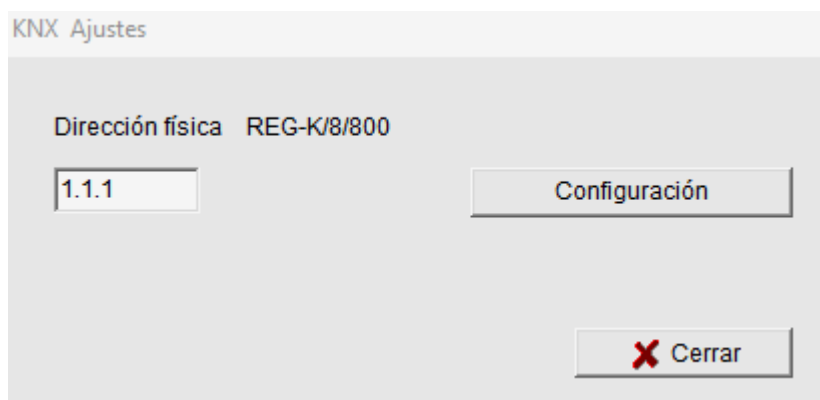 KNX Ajustes
Dirección física REG-K/8/800
1.1.1
Configuración
Cerrar